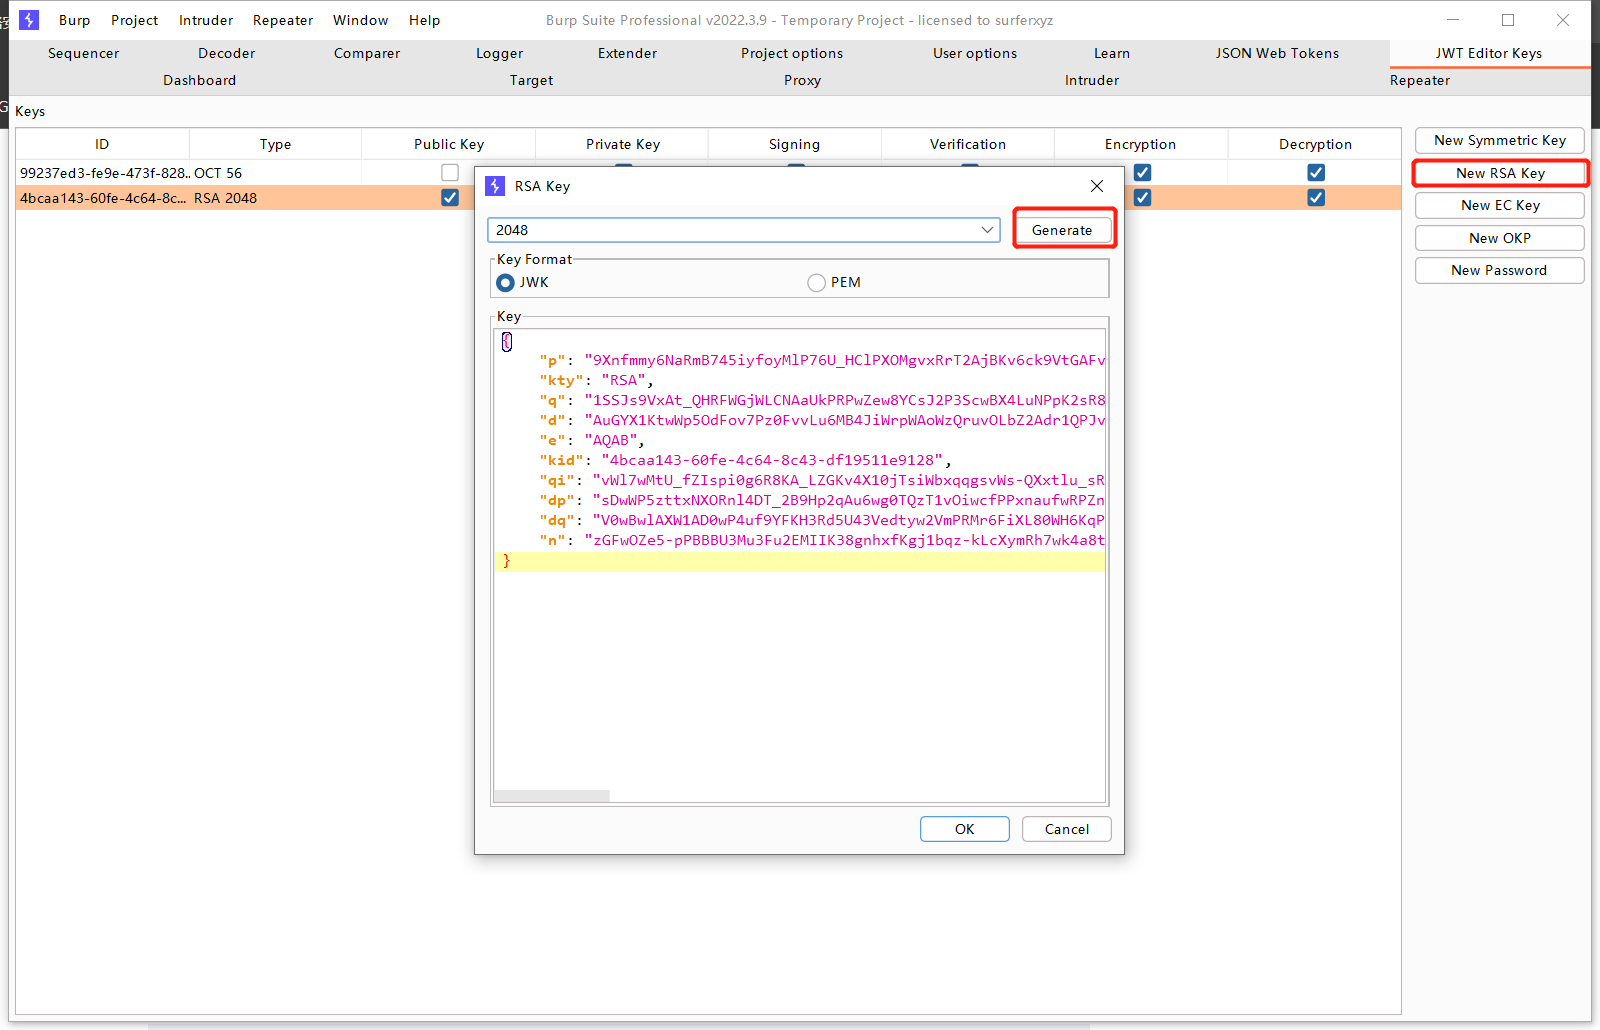 Burp Project Intruder Repeater Window Help Burp Suite Professional v2022.3.9 - Temporary Project - licensed to surferxyz
Sequencer Decoder Comparer Logger Extender Project options User options Learn JSON Web Tokens JWT Editor Keys
Dashboard Target Proxy Intruder Repeater
Keys
ID Type Public Key Private Key Signing Verification Encryption Decryption
99237ed3-fe9e-473f-828.. OCT 56
4bcaa143-60fe-4c64-8c... RSA 2048
New Symmetric Key
New RSA Key
New EC Key
New OKP
New Password
RSA Key
2048 Generate
Key Format
JWK PEM
Key
{
"p": "9Xnfmmy6NaRmB745iyfoyMlP76U_HClPXOMgvxRrT2AjBKv6ck9VtGAFv
"kty": "RSA",
"q": "1SSJs9VxAt_QHRFWGjWLCNAaUkPRPwZew8YCsJ2P3ScwBX4LuNPpK2sR8
"d": "AuGYX1KtwWp5OdFov7Pz0FvvLu6MB4JiWrpWAoWzQruvOLbZ2Adr1QPJv
"e": "AQAB",
"kid": "4bcaa143-60fe-4c64-8c43-df19511e9128",
"qi": "vWl7wMtU_fZIspi0g6R8KA_LZGKv4X10jTsiWbxqqgsvWs-QXxtlu_sR
"dp": "sDwWP5zttxNXORnl4DT_2B9Hp2qAu6wg0TQzT1vOiwcfPPxnaufwRPZn
"dq": "V0wBwlAXW1AD0wP4uf9YFKH3Rd5U43Vedtyw2VmPRMr6FiXL80WH6KqP
"n": "zGFwOZe5-pPBBBU3Mu3Fu2EMIIK38gnhxfKgj1bqz-kLcXymRh7wk4a8t
}
OK Cancel